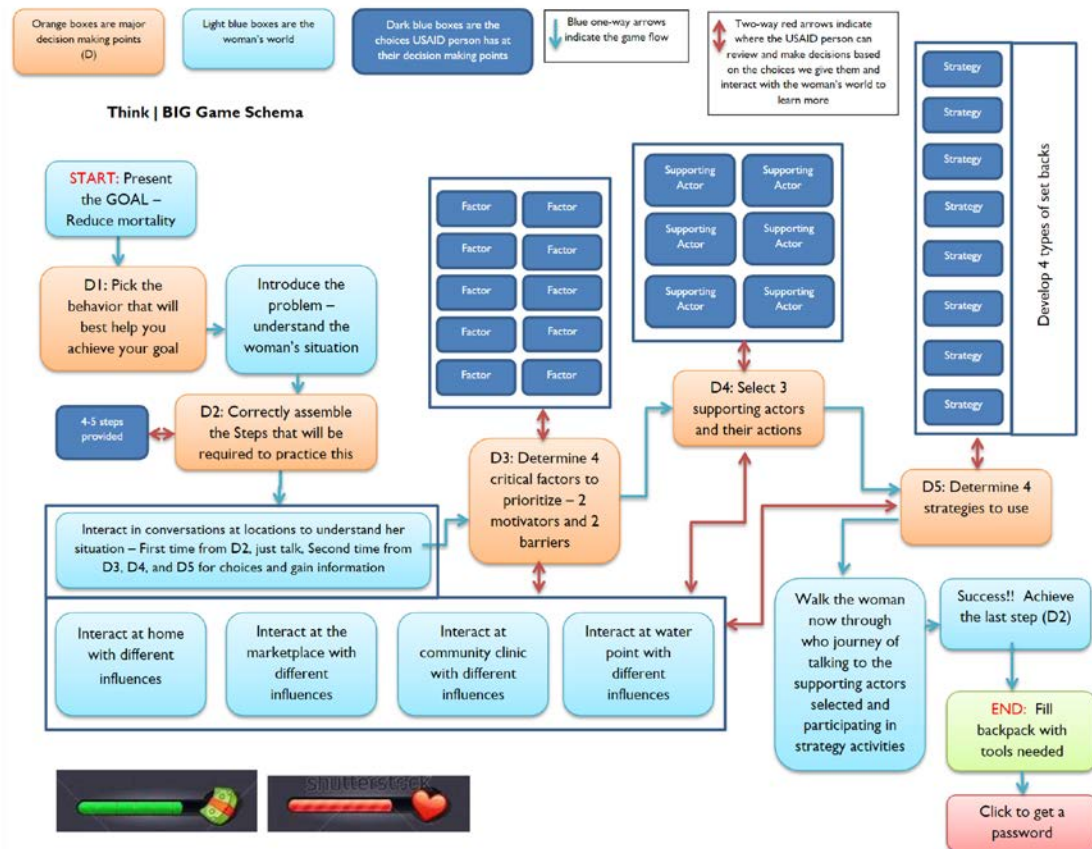 Orange boxes are major
decision making points
(D)
Light blue boxes are the
woman's world
Dark blue boxes are the
choices USAID person has at
their decision making points
Blue one-way arrows
indicate the game flow
Two-way red arrows indicate
where the USAID person can
review and make decisions based
on the choices we give them and
interact with the woman's world to
learn more
Think | BIG Game Schema
START: Present
the GOAL –
Reduce mortality
D1: Pick the
behavior that will
best help you
achieve your goal
Introduce the
problem –
understand the
woman's situation
4-5 steps
provided
D2: Correctly assemble
the Steps that will be
required to practice this
Interact in conversations at locations to understand her
situation – First time from D2, just talk, Second time from
D3, D4, and D5 for choices and gain information
Interact at home
with different
influences
Interact at the
marketplace with
different
influences
Interact at
community clinic
with different
influences
Interact at water
point with
different
influences
Factor
Factor
Factor
Factor
Factor
Factor
Factor
Factor
Factor
Factor
D3: Determine 4
critical factors to
prioritize – 2
motivators and 2
barriers
Supporting
Actor
Supporting
Actor
Supporting
Actor
Supporting
Actor
Supporting
Actor
Supporting
Actor
D4: Select 3
supporting actors
and their actions
Strategy
Strategy
Strategy
Strategy
Strategy
Strategy
Strategy
Strategy
Develop 4 types of set backs
D5: Determine 4
strategies to use
Walk the woman
now through
who journey of
talking to the
supporting actors
selected and
participating in
strategy activities
Success!! Achieve
the last step (D2)
END: Fill
backpack with
tools needed
Click to get a
password
shutterstock